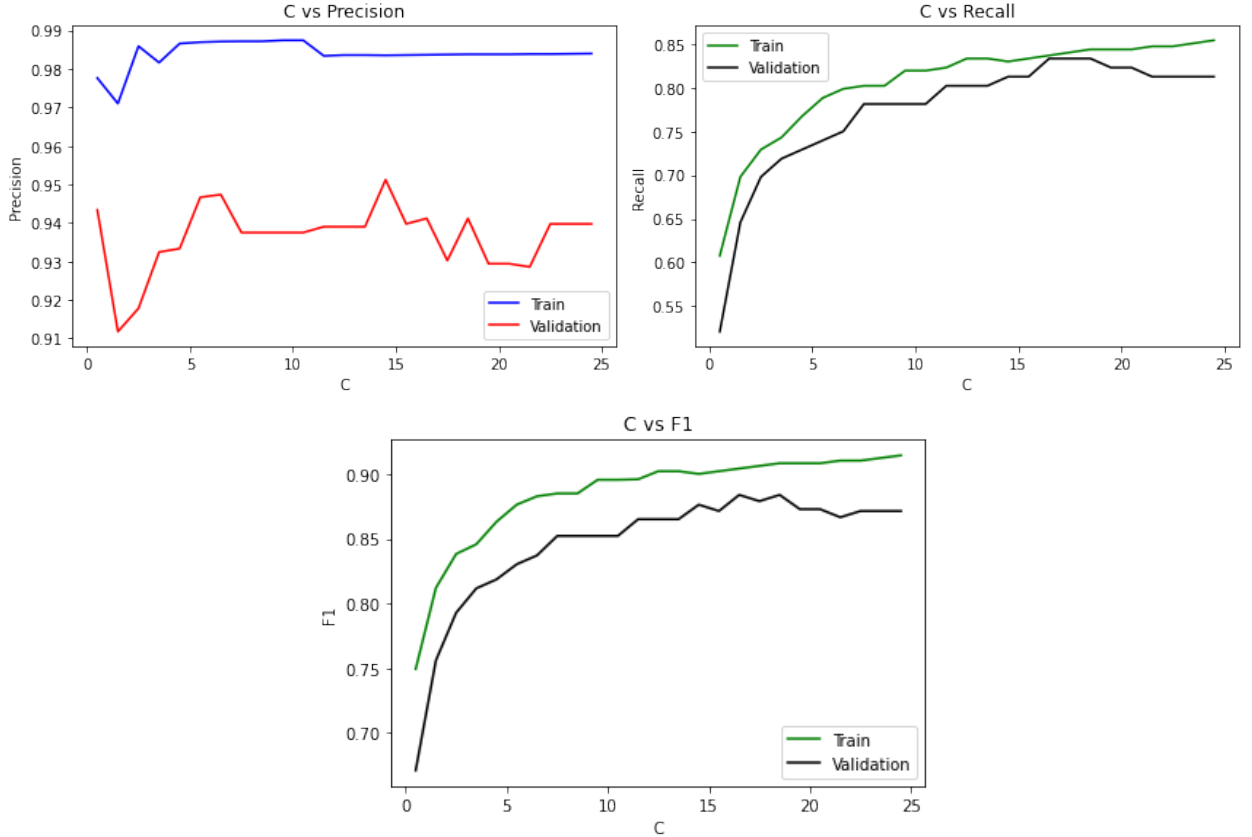 C vs Precision
0.99
0.98
0.97
0.96
0.95
0.94
0.93
0.92
0.91
Precision
0 5 10 15 20 25
C
Train
Validation
C vs Recall
0.85
0.80
0.75
0.70
0.65
0.60
0.55
Recall
0 5 10 15 20 25
C
Train
Validation
C vs F1
0.90
0.85
0.80
0.75
0.70
F1
0 5 10 15 20 25
C
Train
Validation